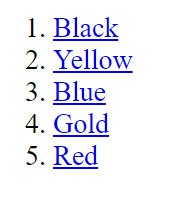 1. Black
2. Yellow
3. Blue
4. Gold
5. Red